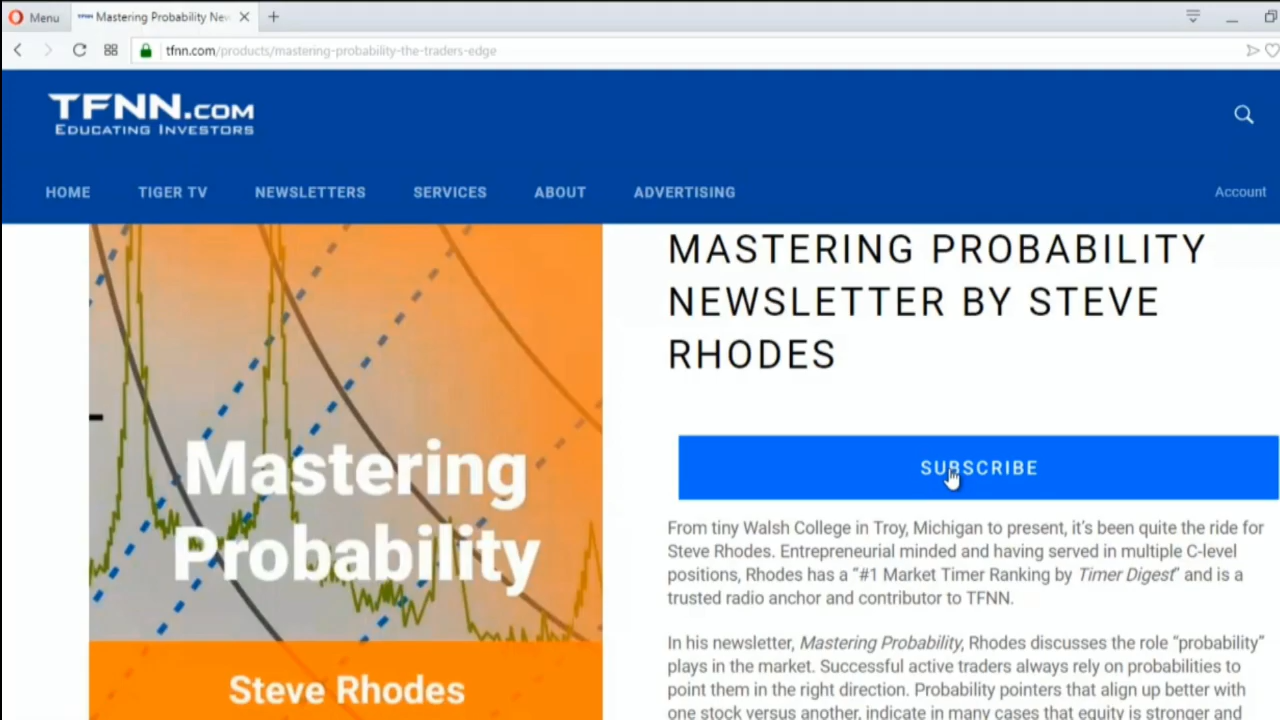 Menu
Mastering Probability New
tfnn.com/products/mastering-probability-the-traders-edge
TFNN.COM
EDUCATING INVESTORS
HOME
TIGER TV
NEWSLETTERS
SERVICES
ABOUT
ADVERTISING
Account
Mastering
Probability
Steve Rhodes
MASTERING PROBABILITY
NEWSLETTER BY STEVE
RHODES
SUBSCRIBE
From tiny Walsh College in Troy, Michigan to present, it's been quite the ride for
Steve Rhodes. Entrepreneurial minded and having served in multiple C-level
positions, Rhodes has a “#1 Market Timer Ranking by Timer Digest” and is a
trusted radio anchor and contributor to TFNN.
In his newsletter, Mastering Probability, Rhodes discusses the role “probability”
plays in the market. Successful active traders always rely on probabilities to
point them in the right direction. Probability pointers that align up better with
one stock versus another, indicate in many cases that equity is stronger and